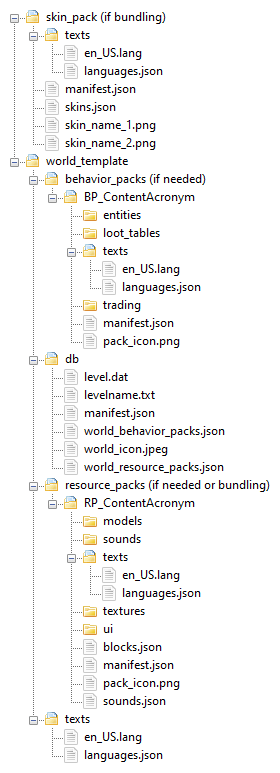 skin_pack (if bundling)
texts
en_US.lang
languages.json
manifest.json
skins.json
skin_name_1.png
skin_name_2.png
world_template
behavior_packs (if needed)
BP_ContentAcronym
entities
loot_tables
texts
en_US.lang
languages.json
trading
manifest.json
pack_icon.png
db
level.dat
levelname.txt
manifest.json
world_behavior_packs.json
world_icon.jpeg
world_resource_packs.json
resource_packs (if needed or bundling)
RP_ContentAcronym
models
sounds
texts
en_US.lang
languages.json
textures
ui
blocks.json
manifest.json
pack_icon.png
sounds.json
texts
en_US.lang
languages.json